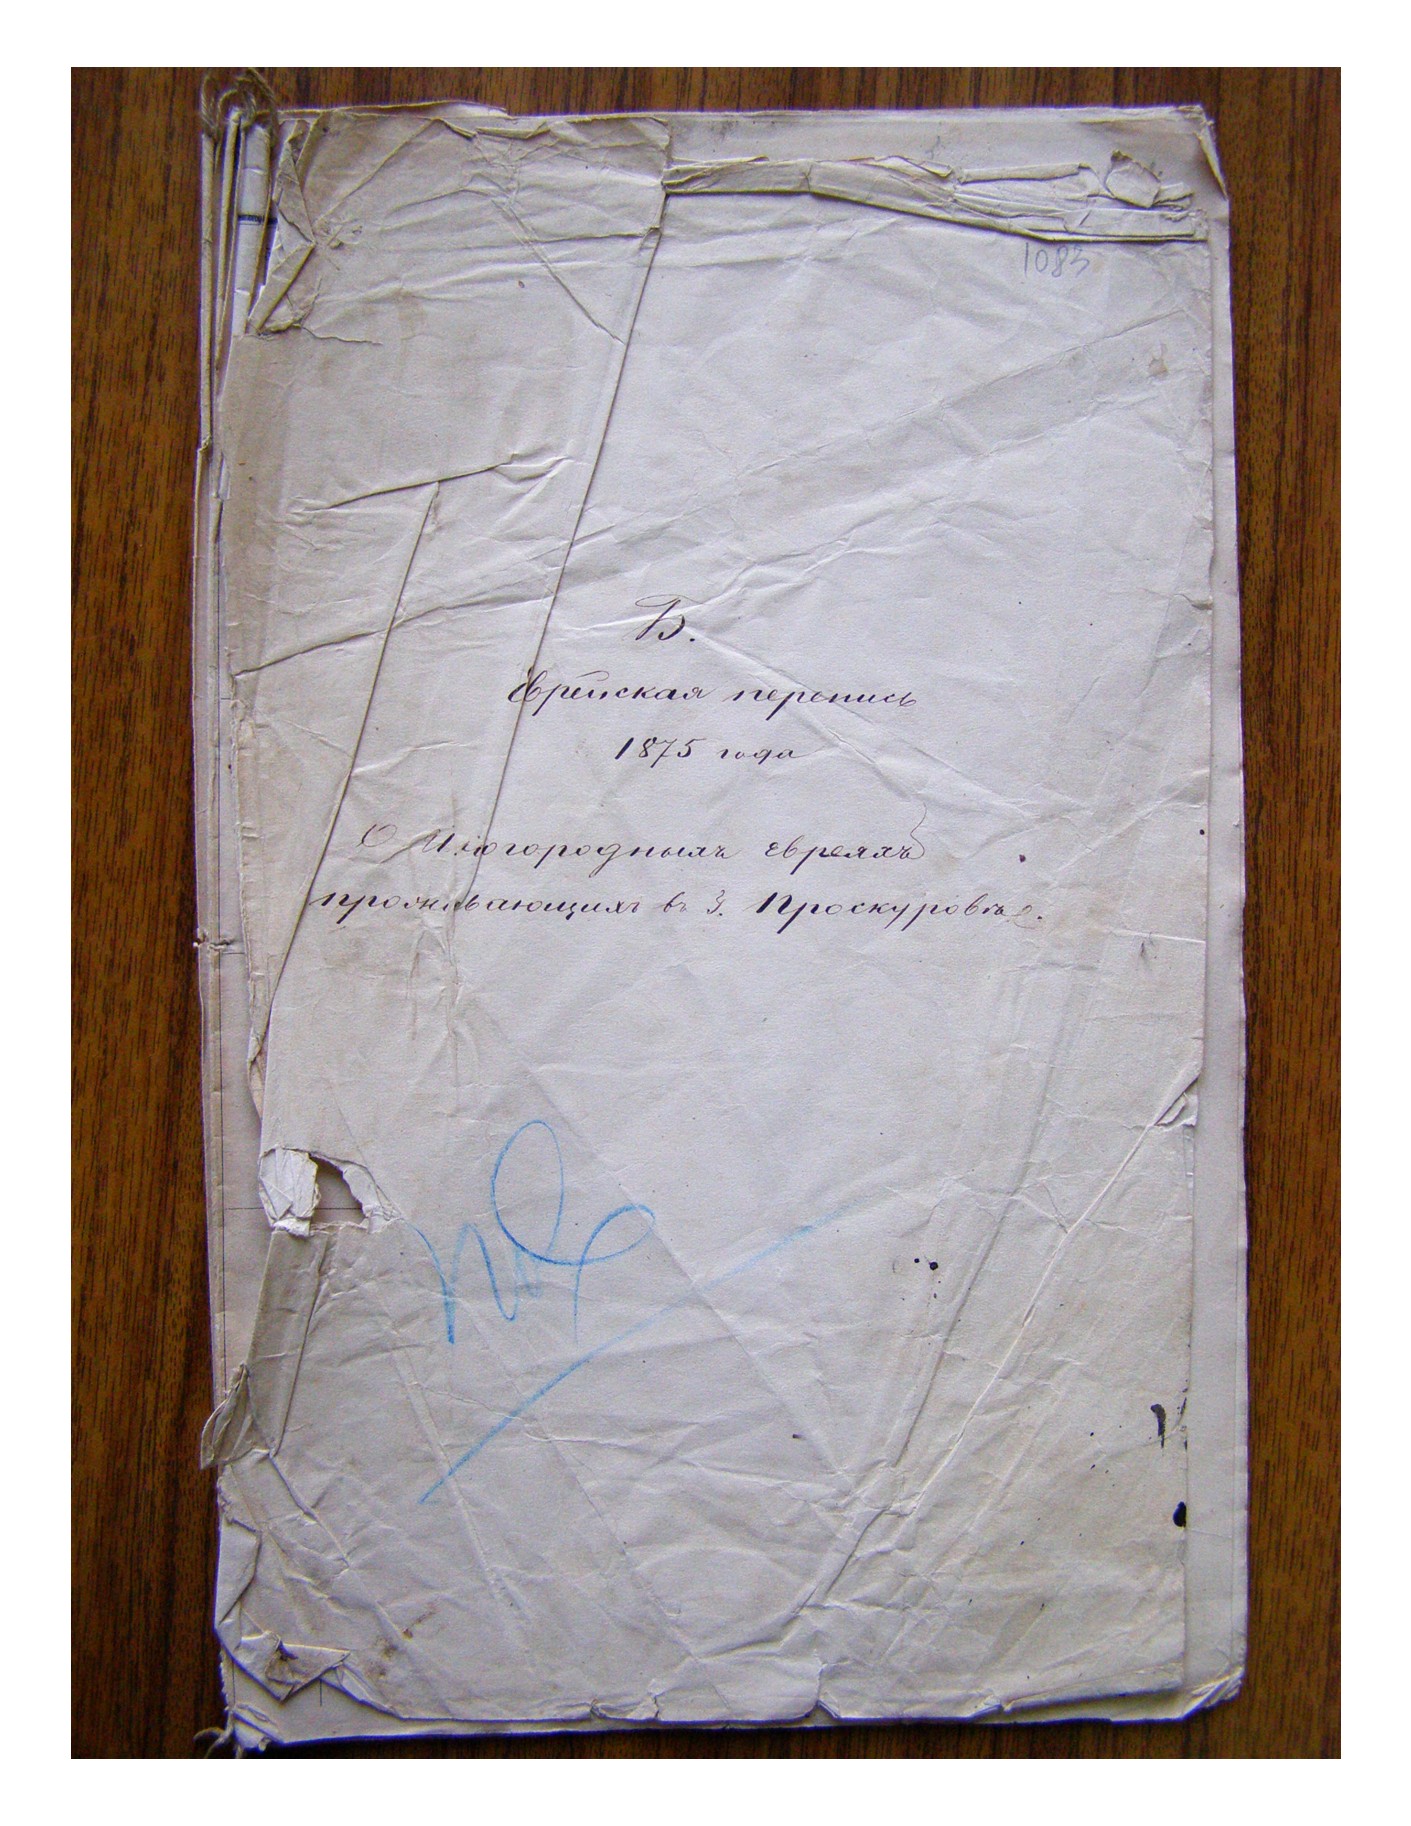 1083
Б.
Еврейская перепись
1875 года
О Иногородныхъ евреяхъ
проживающихъ въ г. Проскуровѣ.